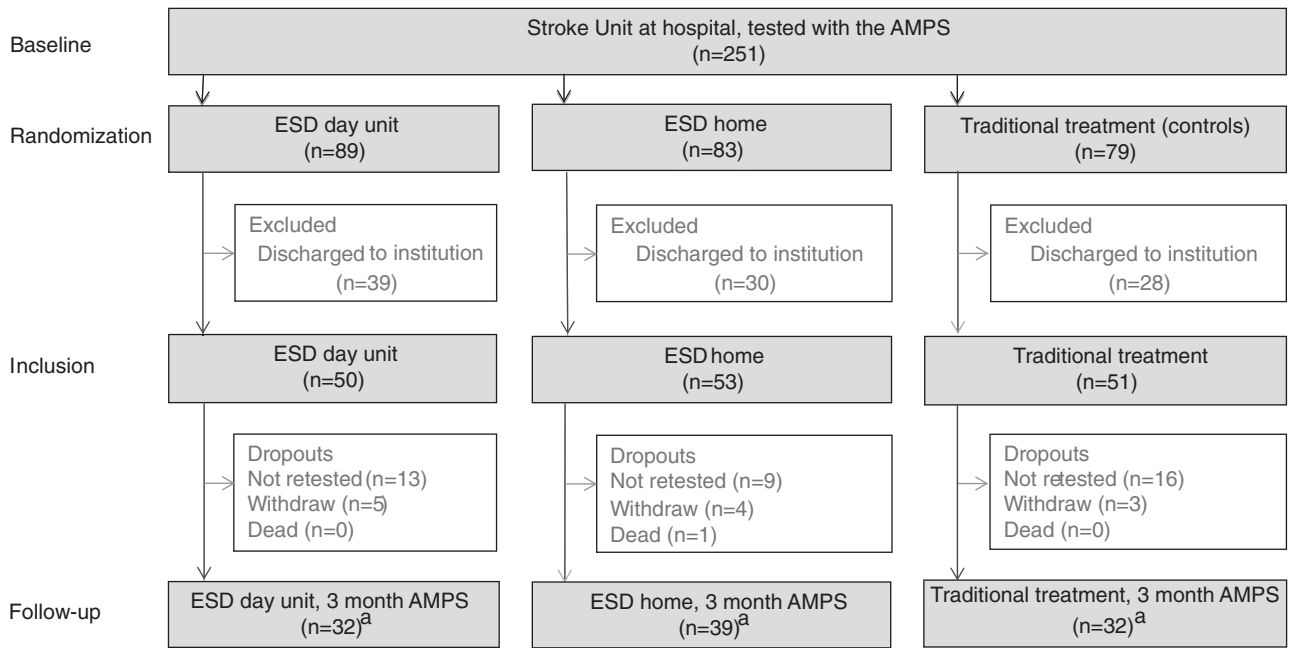 Baseline
Stroke Unit at hospital, tested with the AMPS
(n=251)
Randomization
ESD day unit
(n=89)
ESD home
(n=83)
Traditional treatment (controls)
(n=79)
Excluded
Discharged to institution
(n=39)
Excluded
Discharged to institution
(n=30)
Excluded
Discharged to institution
(n=28)
Inclusion
ESD day unit
(n=50)
ESD home
(n=53)
Traditional treatment
(n=51)
Dropouts
Not retested (n=13)
Withdraw (n=5)
Dead (n=0)
Dropouts
Not retested (n=9)
Withdraw (n=4)
Dead (n=1)
Dropouts
Not retested (n=16)
Withdraw (n=3)
Dead (n=0)
Follow-up
ESD day unit, 3 month AMPS
(n=32)a
ESD home, 3 month AMPS
(n=39)a
Traditional treatment, 3 month AMPS
(n=32)a